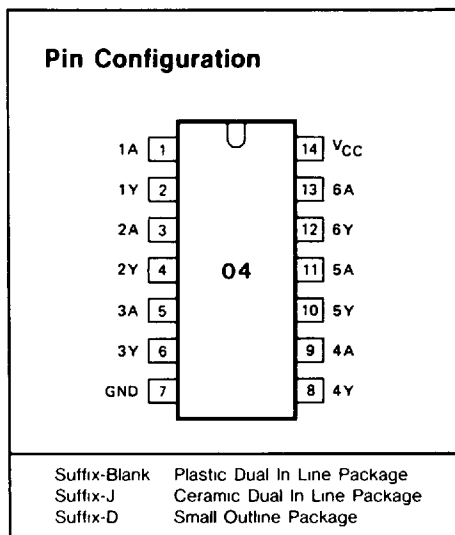 Pin Configuration
1A 1 14 VCC
1Y 2 13 6A
2A 3 12 6Y
2Y 4 04 11 5A
3A 5 10 5Y
3Y 6 9 4A
GND 7 8 4Y
Suffix-Blank Plastic Dual In Line Package
Suffix-J Ceramic Dual In Line Package
Suffix-D Small Outline Package